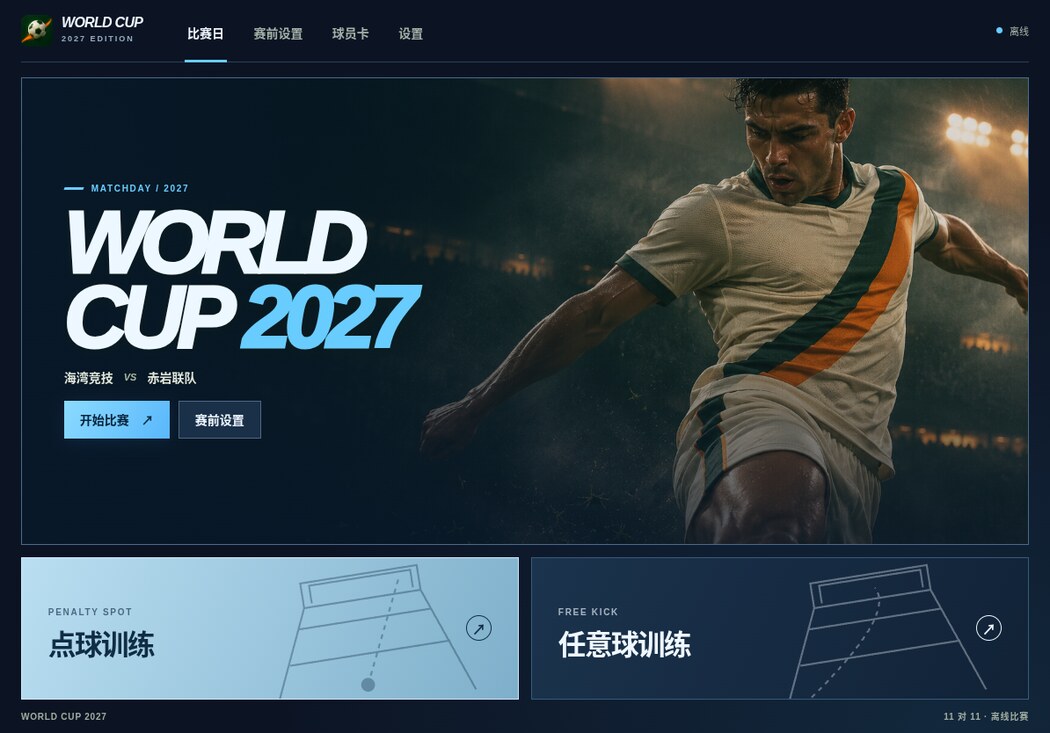 WORLD CUP
2027 EDITION
比赛日
赛前设置
球员卡
设置
离线
MATCHDAY / 2027
WORLD
CUP 2027
海湾竞技 VS 赤岩联队
开始比赛 ↗
赛前设置
PENALTY SPOT
点球训练
FREE KICK
任意球训练
WORLD CUP 2027
11 对 11 · 离线比赛